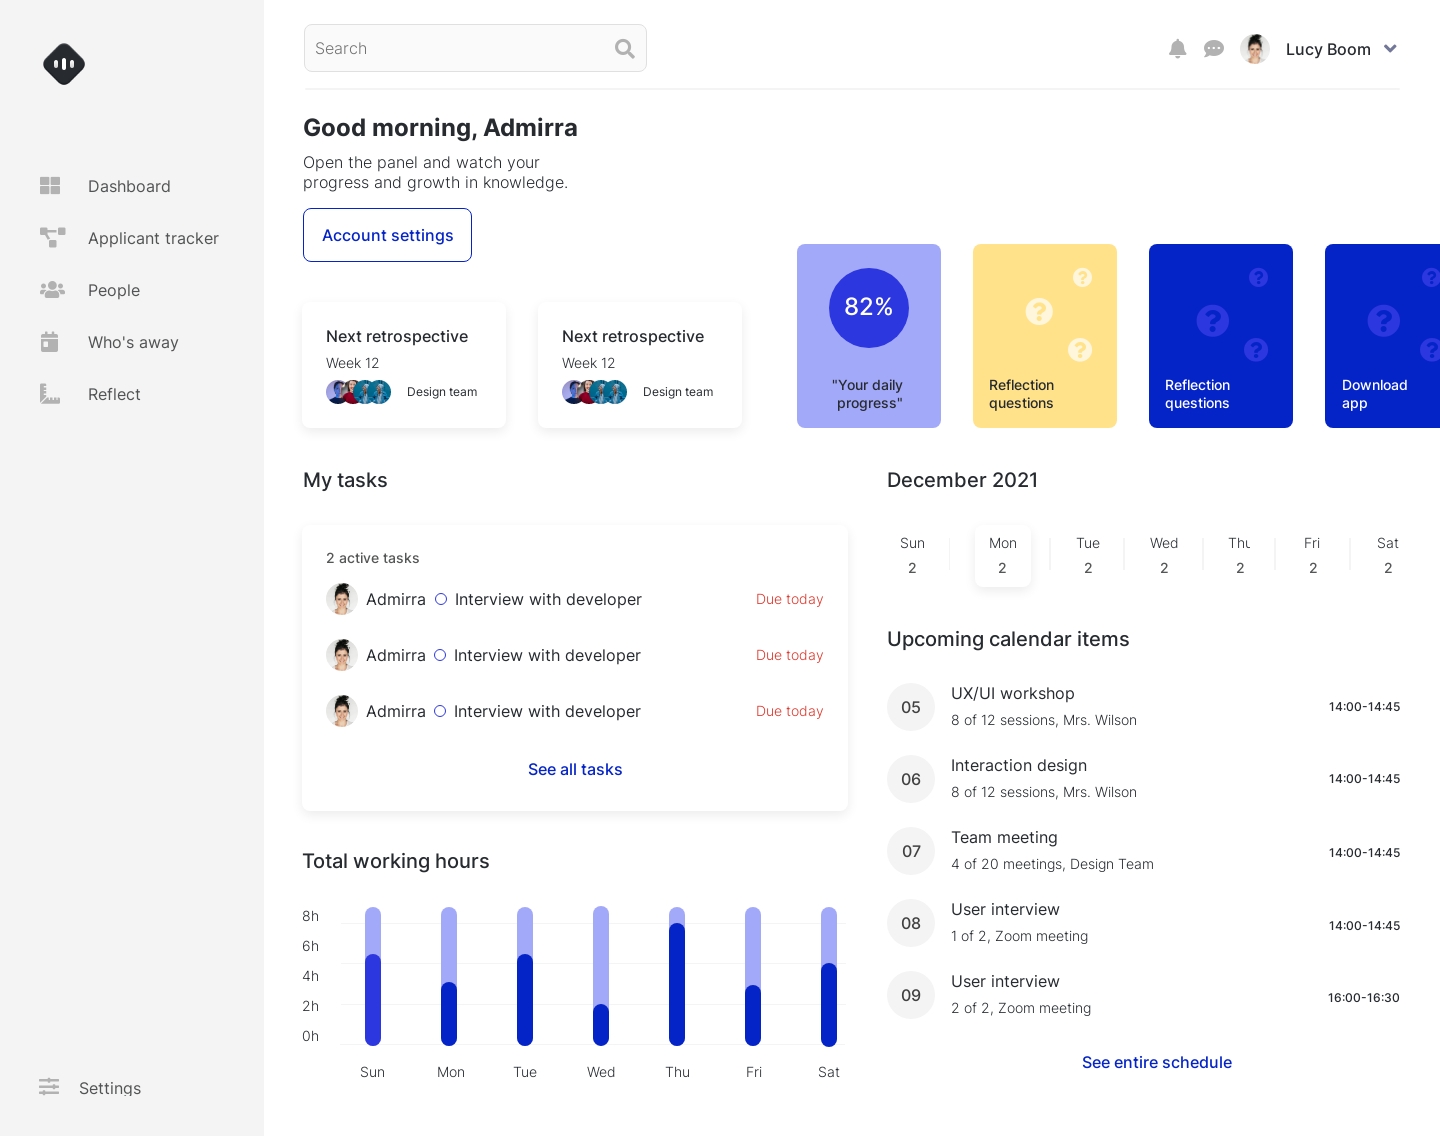 Search
Lucy Boom
Dashboard
Applicant tracker
People
Who's away
Reflect
Settings
Good morning, Admirra
Open the panel and watch your
progress and growth in knowledge.
Account settings
Next retrospective
Week 12
Design team
Next retrospective
Week 12
Design team
82%
"Your daily
progress"
Reflection
questions
Reflection
questions
Download
app
My tasks
2 active tasks
Admirra Interview with developer Due today
Admirra Interview with developer Due today
Admirra Interview with developer Due today
See all tasks
Total working hours
8h
6h
4h
2h
0h
Sun Mon Tue Wed Thu Fri Sat
December 2021
Sun Mon Tue Wed Thu Fri Sat
2 2 2 2 2 2 2
Upcoming calendar items
05
UX/UI workshop
8 of 12 sessions, Mrs. Wilson
14:00-14:45
06
Interaction design
8 of 12 sessions, Mrs. Wilson
14:00-14:45
07
Team meeting
4 of 20 meetings, Design Team
14:00-14:45
08
User interview
1 of 2, Zoom meeting
14:00-14:45
09
User interview
2 of 2, Zoom meeting
16:00-16:30
See entire schedule